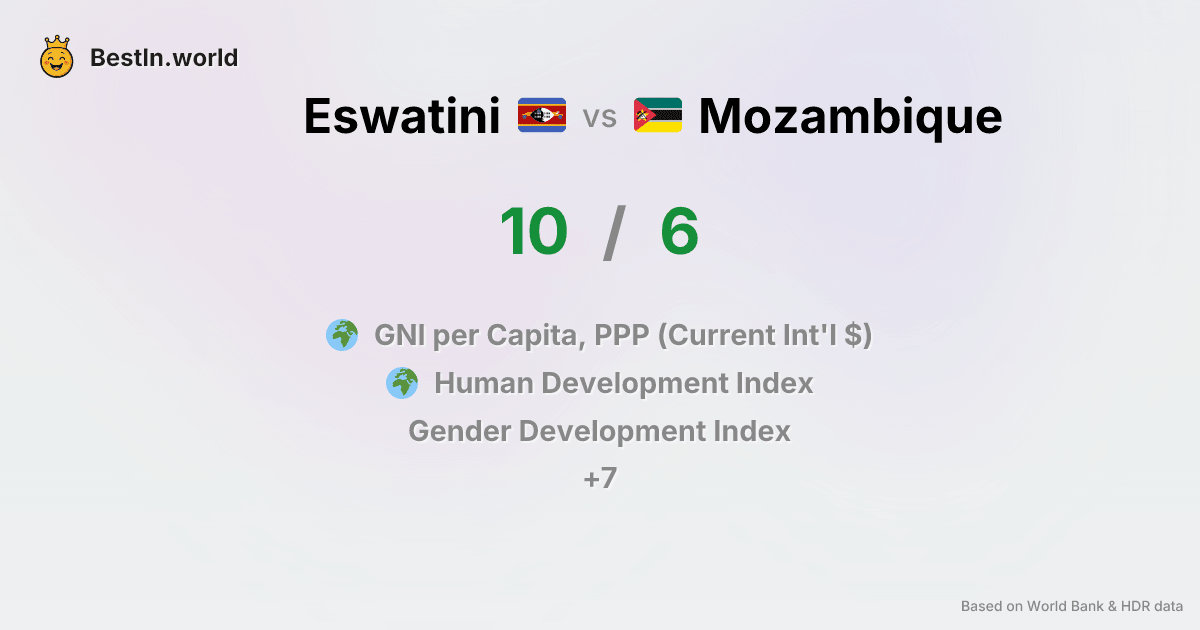 BestIn.world
Eswatini vs Mozambique
10 / 6
GNI per Capita, PPP (Current Int'l $)
Human Development Index
Gender Development Index
+7
Based on World Bank & HDR data